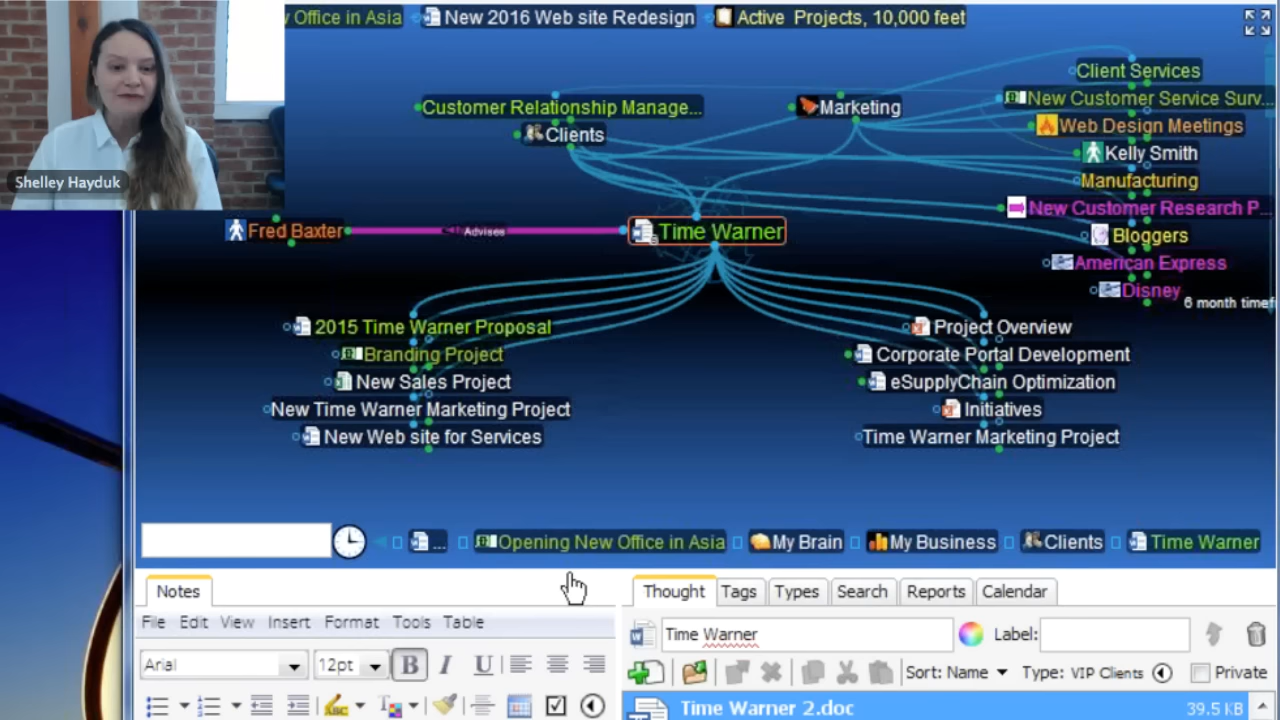 Office in Asia
New 2016 Web site Redesign
Active Projects, 10,000 feet
Shelley Hayduk
Customer Relationship Manage...
Clients
Marketing
Client Services
New Customer Service Surv...
Web Design Meetings
Kelly Smith
Manufacturing
New Customer Research P...
Bloggers
American Express
Disney
6 month timef
Fred Baxter
Advises
Time Warner
2015 Time Warner Proposal
Branding Project
New Sales Project
New Time Warner Marketing Project
New Web site for Services
Project Overview
Corporate Portal Development
eSupplyChain Optimization
Initiatives
Time Warner Marketing Project
... Opening New Office in Asia My Brain My Business Clients Time Warner
Notes
File Edit View Insert Format Tools Table
Arial 12pt B I U
ABC
Thought Tags Types Search Reports Calendar
Time Warner Label:
Sort: Name Type: VIP Clients Private
Time Warner 2.doc 39.5 KB